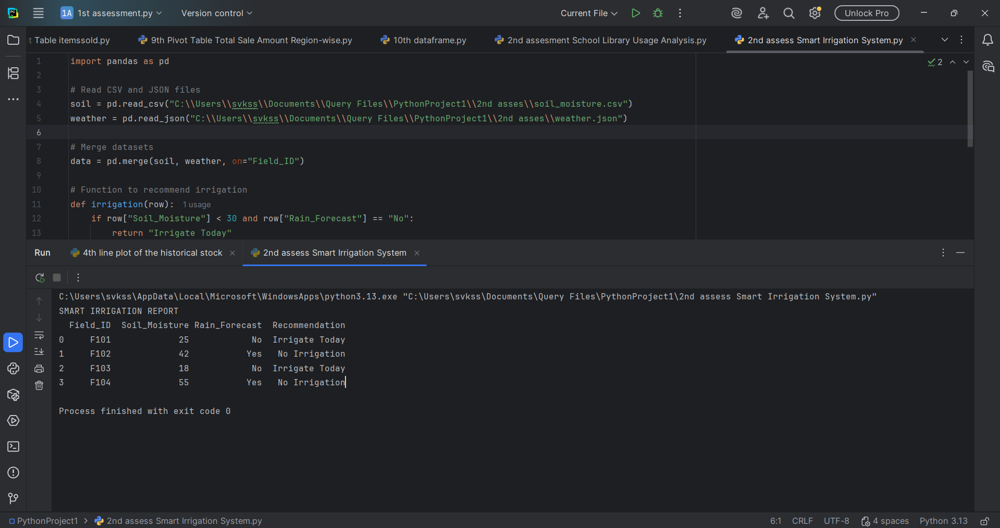 1A 1st assessment.py Version control Current File Unlock Pro
t Table itemssold.py 9th Pivot Table Total Sale Amount Region-wise.py 10th dataframe.py 2nd assesment School Library Usage Analysis.py 2nd assess Smart Irrigation System.py
1 import pandas as pd 2
2
3 # Read CSV and JSON files
4 soil = pd.read_csv("C:\\Users\\svkss\\Documents\\Query Files\\PythonProject1\\2nd asses\\soil_moisture.csv")
5 weather = pd.read_json("C:\\Users\\svkss\\Documents\\Query Files\\PythonProject1\\2nd asses\\weather.json")
6
7 # Merge datasets
8 data = pd.merge(soil, weather, on="Field_ID")
9
10 # Function to recommend irrigation
11 def irrigation(row): 1 usage
12 if row["Soil_Moisture"] < 30 and row["Rain_Forecast"] == "No":
13 return "Irrigate Today"
Run 4th line plot of the historical stock 2nd assess Smart Irrigation System
C:\Users\svkss\AppData\Local\Microsoft\WindowsApps\python3.13.exe "C:\Users\svkss\Documents\Query Files\PythonProject1\2nd assess Smart Irrigation System.py"
SMART IRRIGATION REPORT
Field_ID Soil_Moisture Rain_Forecast Recommendation
0 F101 25 No Irrigate Today
1 F102 42 Yes No Irrigation
2 F103 18 No Irrigate Today
3 F104 55 Yes No Irrigation
Process finished with exit code 0
PythonProject1 > 2nd assess Smart Irrigation System.py 6:1 CRLF UTF-8 4 spaces Python 3.13